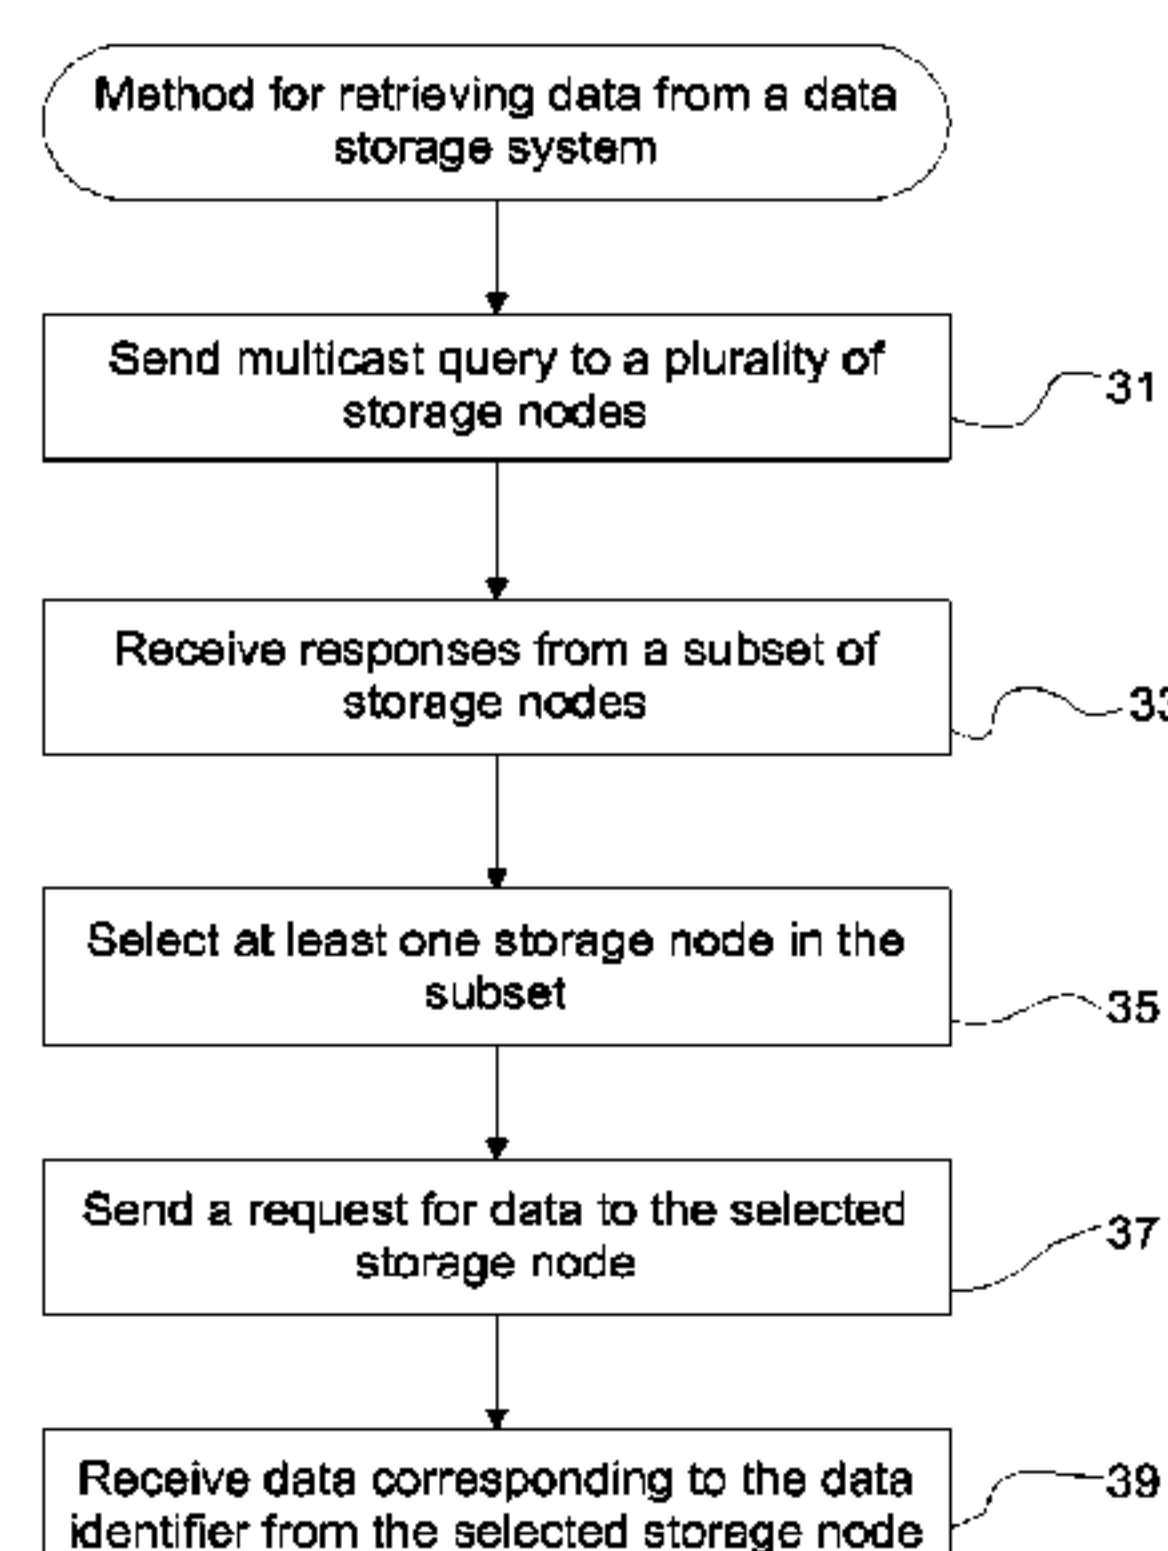 Method for retrieving data from a data
storage system
Send multicast query to a plurality of
storage nodes
31
Receive responses from a subset of
storage nodes
33
Select at least one storage node in the
subset
35
Send a request for data to the selected
storage node
37
Receive data corresponding to the data
identifier from the selected storage node
39